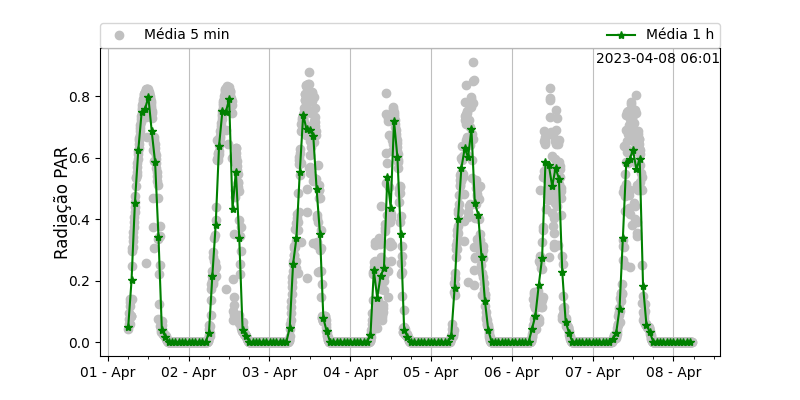 Média 5 min
Média 1 h
2023-04-08 06:01
Radiação PAR
0.8
0.6
0.4
0.2
0.0
01 - Apr
02 - Apr
03 - Apr
04 - Apr
05 - Apr
06 - Apr
07 - Apr
08 - Apr